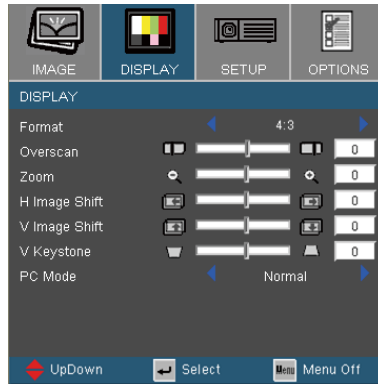 IMAGE DISPLAY SETUP OPTIONS
DISPLAY
Format 4:3
Overscan 0
Zoom 0
H Image Shift 0
V Image Shift 0
V Keystone 0
PC Mode Normal
UpDown Select Menu Menu Off